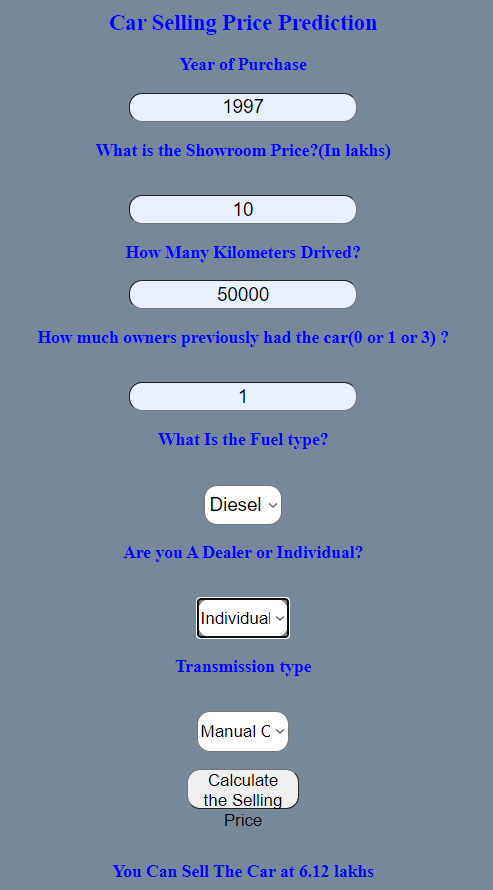 Car Selling Price Prediction
Year of Purchase
1997
What is the Showroom Price?(In lakhs)
10
How Many Kilometers Drived?
50000
How much owners previously had the car(0 or 1 or 3) ?
1
What Is the Fuel type?
Diesel
Are you A Dealer or Individual?
Individual
Transmission type
Manual C
Calculate
the Selling
Price
You Can Sell The Car at 6.12 lakhs